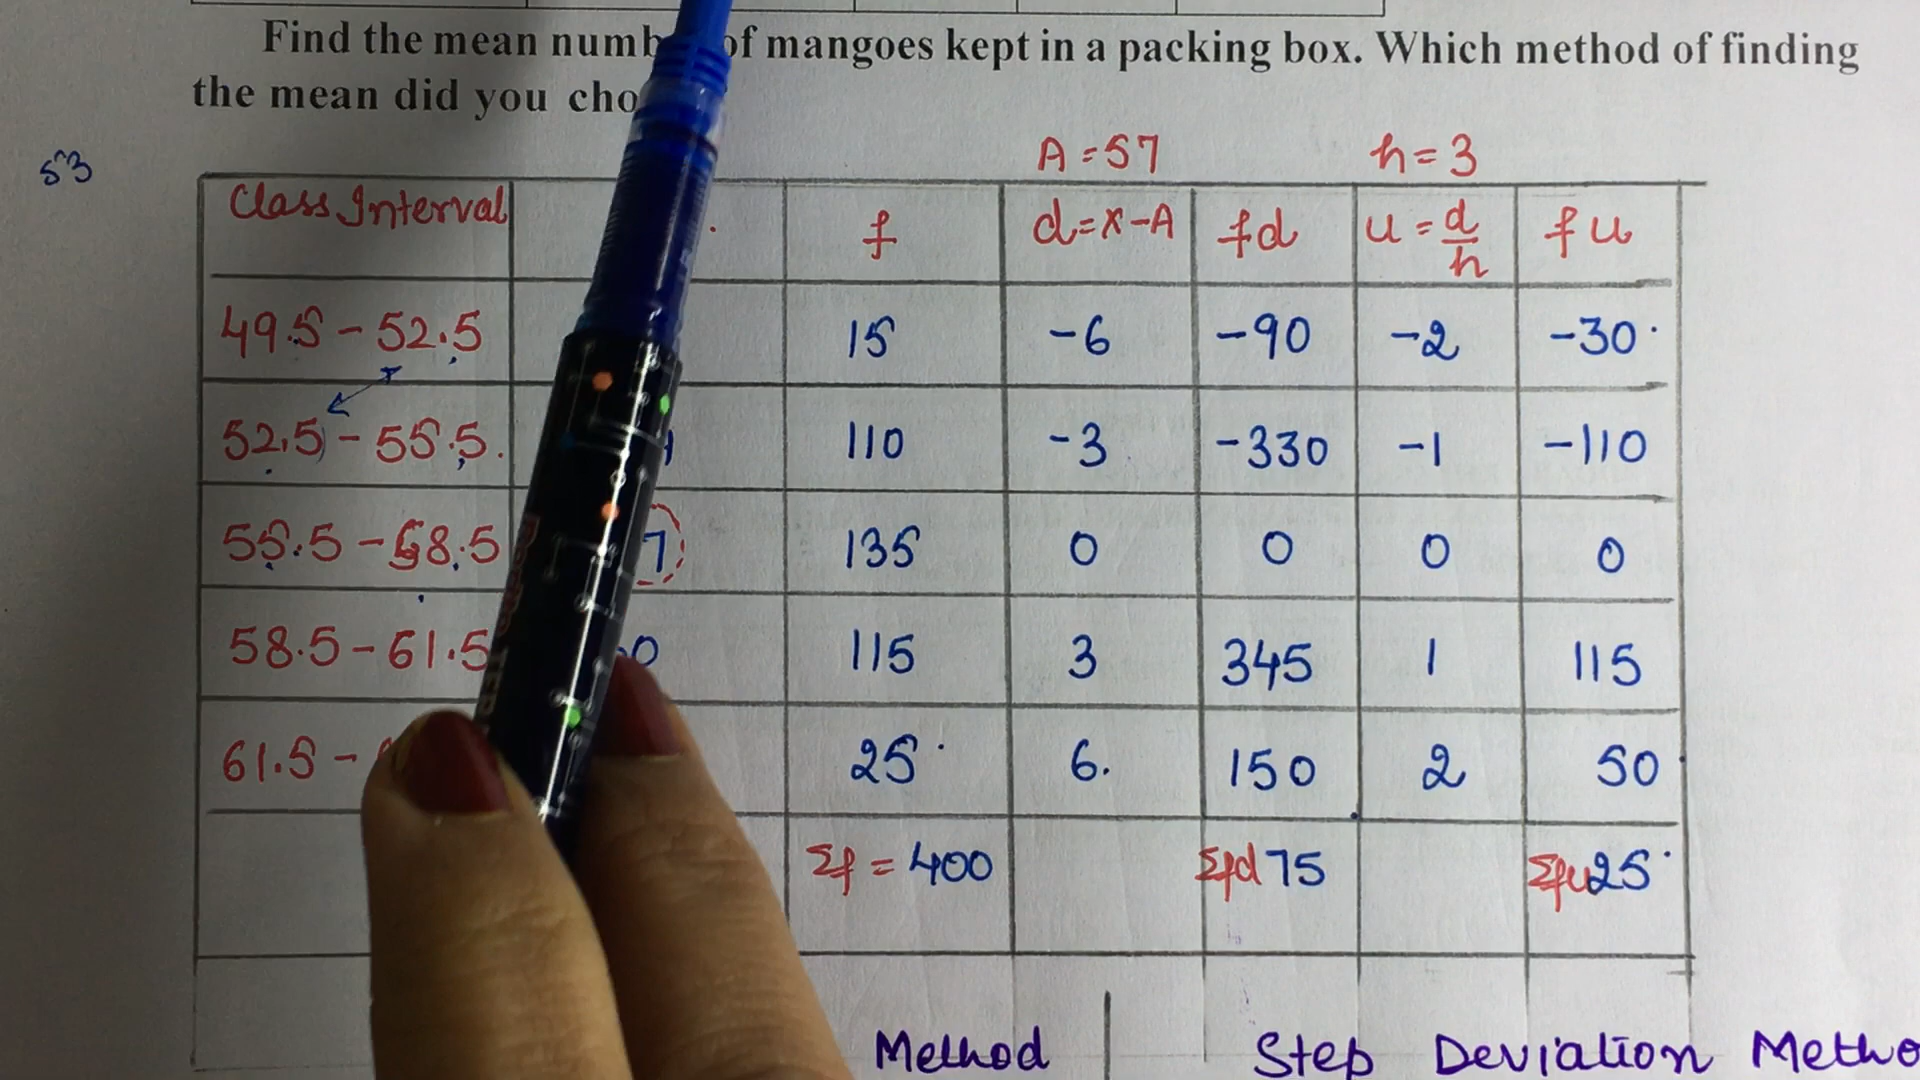 Find the mean numb of mangoes kept in a packing box. Which method of finding
the mean did you cho
53
A = 57 h = 3
Class Interval f d = x - A fd u = d/h fu
49.5 - 52.5 15 -6 -90 -2 -30
52.5 - 55.5 110 -3 -330 -1 -110
55.5 - 58.5 7 135 0 0 0 0
58.5 - 61.5 0 115 3 345 1 115
61.5 - 25 6. 150 2 50
Σf = 400 Σfd 75 Σfu 25
Method Step Deviation Metho